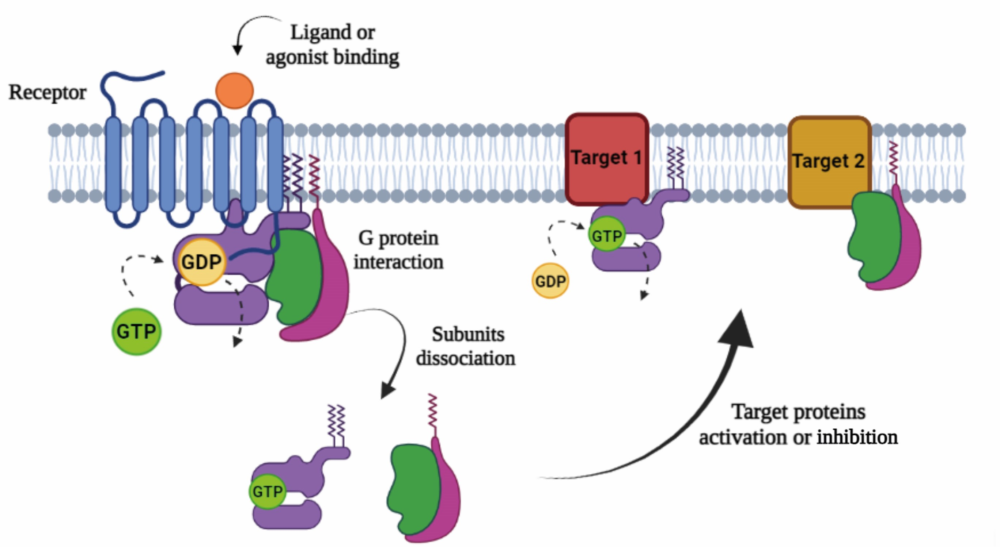 Ligand or
agonist binding
Receptor
Target 1
Target 2
G protein
interaction
GDP
GTP
GTP
GDP
Subunits
dissociation
Target proteins
activation or inhibition
GTP